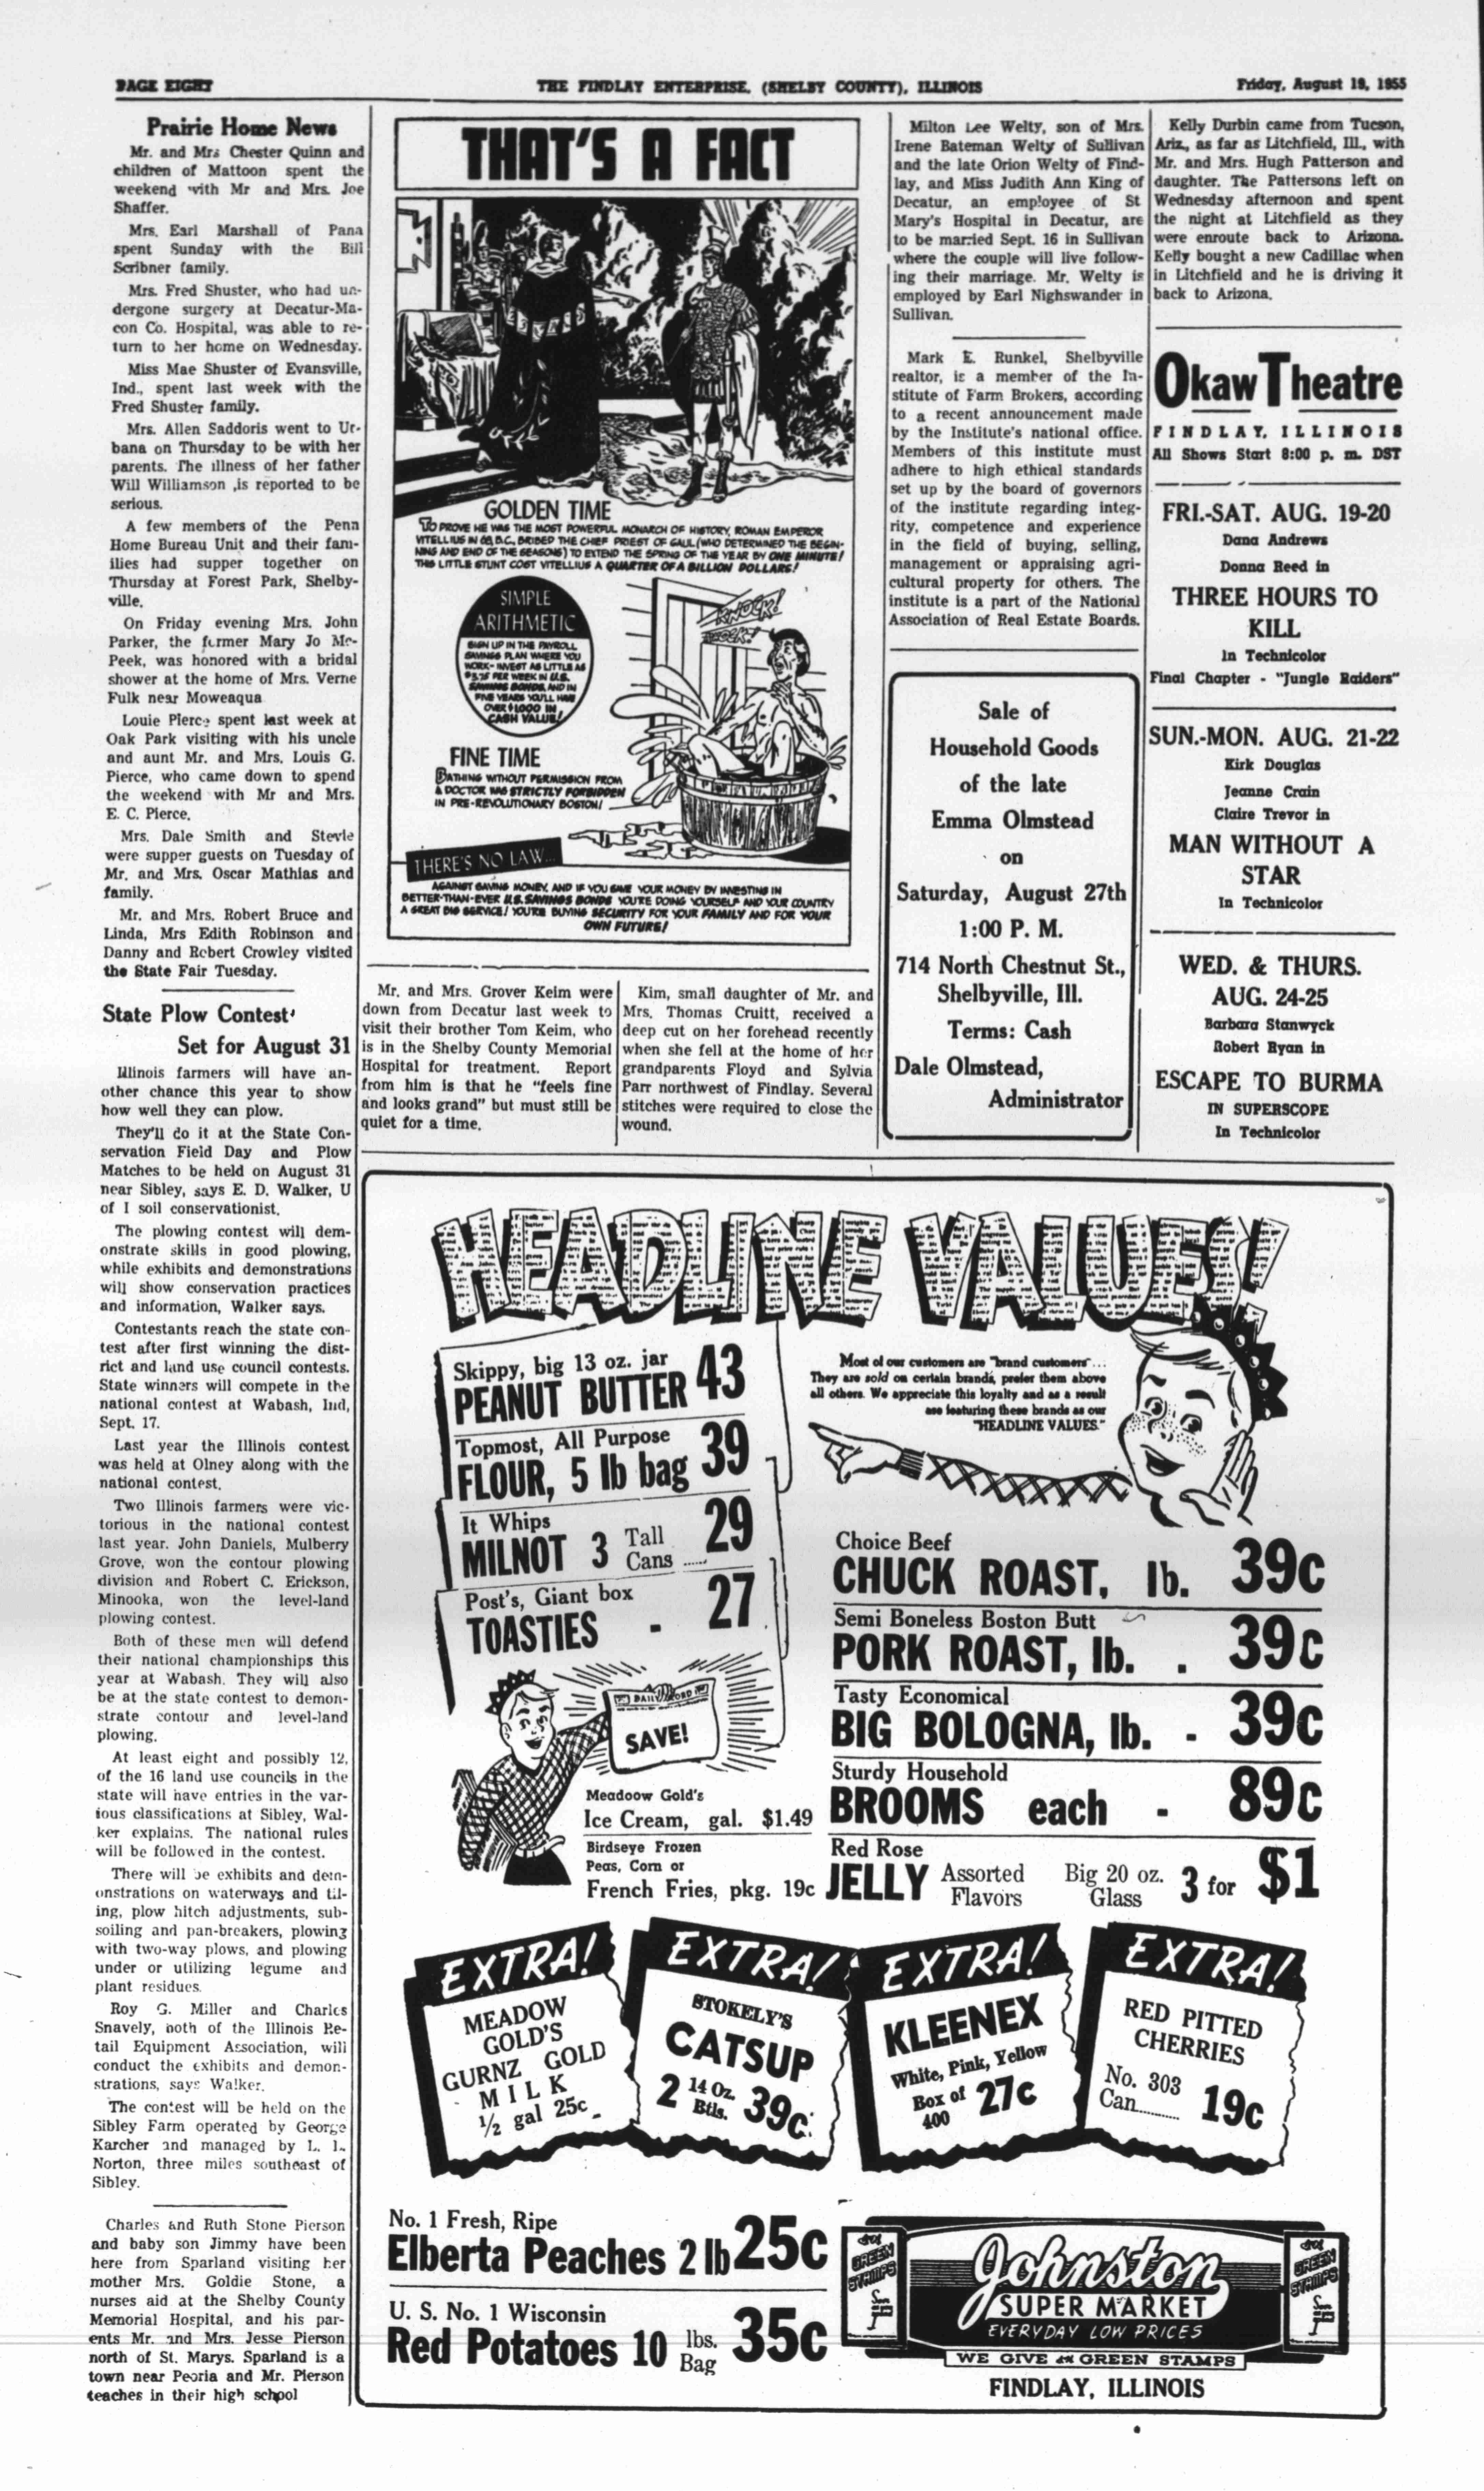 PAGE EIGHT
THE FINDLAY ENTERPRISE, (SHELBY COUNTY), ILLINOIS
Friday, August 19, 1955
Prairie Home News
Mr. and Mrs Chester Quinn and
children of Mattoon spent the
weekend with Mr and Mrs. Joe
Shaffer.
Mrs. Earl Marshall of Pana
spent Sunday with the Bill
Scribner family.
Mrs. Fred Shuster, who had un-
dergone surgery at Decatur-Ma-
con Co. Hospital, was able to re-
turn to her home on Wednesday.
Miss Mae Shuster of Evansville,
Ind., spent last week with the
Fred Shuster family.
Mrs. Allen Saddoris went to Ur-
bana on Thursday to be with her
parents. The illness of her father
Will Williamson ,is reported to be
serious.
A few members of the Penn
Home Bureau Unit and their fam-
ilies had supper together on
Thursday at Forest Park, Shelby-
ville.
On Friday evening Mrs. John
Parker, the former Mary Jo Mc-
Peek, was honored with a bridal
shower at the home of Mrs. Verne
Fulk near Moweaqua
Louie Pierce spent last week at
Oak Park visiting with his uncle
and aunt Mr. and Mrs. Louis G.
Pierce, who came down to spend
the weekend with Mr and Mrs.
E. C. Pierce.
Mrs. Dale Smith and Stevie
were supper guests on Tuesday of
Mr. and Mrs. Oscar Mathias and
family.
Mr. and Mrs. Robert Bruce and
Linda, Mrs Edith Robinson and
Danny and Robert Crowley visited
the State Fair Tuesday.
State Plow Contest
Set for August 31
Illinois farmers will have an-
other chance this year to show
how well they can plow.
They'll do it at the State Con-
servation Field Day and Plow
Matches to be held on August 31
near Sibley, says E. D. Walker, U
of I soil conservationist.
The plowing contest will dem-
onstrate skills in good plowing,
while exhibits and demonstrations
will show conservation practices
and information, Walker says.
Contestants reach the state con-
test after first winning the dist-
rict and land use council contests.
State winners will compete in the
national contest at Wabash, Ind,
Sept. 17.
Last year the Illinois contest
was held at Olney along with the
national contest.
Two Illinois farmers were vic-
torious in the national contest
last year. John Daniels, Mulberry
Grove, won the contour plowing
division and Robert C. Erickson,
Minooka, won the level-land
plowing contest.
Both of these men will defend
their national championships this
year at Wabash. They will also
be at the state contest to demon-
strate contour and level-land
plowing.
At least eight and possibly 12,
of the 16 land use councils in the
state will have entries in the var-
ious classifications at Sibley, Wal-
ker explains. The national rules
will be followed in the contest.
There will be exhibits and dem-
onstrations on waterways and til-
ing, plow hitch adjustments, sub-
soiling and pan-breakers, plowing
with two-way plows, and plowing
under or utilizing legume and
plant residues.
Roy G. Miller and Charles
Snavely, both of the Illinois Re-
tail Equipment Association, will
conduct the exhibits and demon-
strations, says Walker.
The contest will be held on the
Sibley Farm operated by George
Karcher and managed by L. L.
Norton, three miles southeast of
Sibley.
Charles and Ruth Stone Pierson
and baby son Jimmy have been
here from Sparland visiting her
mother Mrs. Goldie Stone, a
nurses aid at the Shelby County
Memorial Hospital, and his par-
ents Mr. and Mrs. Jesse Pierson
north of St. Marys. Sparland is a
town near Peoria and Mr. Pierson
teaches in their high school
THAT'S A FACT
GOLDEN TIME
TO PROVE HE WAS THE MOST POWERFUL MONARCH OF HISTORY, ROMAN EMPEROR
VITELLIUS IN 68 B.C. BRIBED THE CHIEF PRIEST OF GAUL (WHO DETERMINED THE BEGIN-
NING AND END OF THE SEASONS) TO EXTEND THE SPRING OF THE YEAR BY ONE MINUTE!
THIS LITTLE STUNT COST VITELLIUS A QUARTER OF A BILLION DOLLARS!
SIMPLE
ARITHMETIC
SIGN UP IN THE PAYROLL
SAVINGS PLAN WHERE YOU
WORK- INVEST AS LITTLE AS
$3.75 PER WEEK IN U.S.
SAVINGS BONDS, AND IN
FIVE YEARS YOU'LL HAVE
OVER $1,000 IN
CASH VALUE!
KNOCK!
KNOCK!
FINE TIME
BATHING WITHOUT PERMISSION FROM
A DOCTOR WAS STRICTLY FORBIDDEN
IN PRE-REVOLUTIONARY BOSTON!
THERE'S NO LAW...
AGAINST SAVING MONEY, AND IF YOU SAVE YOUR MONEY BY INVESTING IN
BETTER-THAN-EVER U.S. SAVINGS BONDS YOU'RE DOING YOURSELF AND YOUR COUNTRY
A GREAT BIG SERVICE! YOU'RE BUYING SECURITY FOR YOUR FAMILY AND FOR YOUR
OWN FUTURE!
Mr. and Mrs. Grover Keim were
down from Decatur last week to
visit their brother Tom Keim, who
is in the Shelby County Memorial
Hospital for treatment. Report
from him is that he "feels fine
and looks grand" but must still be
quiet for a time.
Kim, small daughter of Mr. and
Mrs. Thomas Cruitt, received a
deep cut on her forehead recently
when she fell at the home of her
grandparents Floyd and Sylvia
Parr northwest of Findlay. Several
stitches were required to close the
wound.
Milton Lee Welty, son of Mrs.
Irene Bateman Welty of Sullivan
and the late Orion Welty of Find-
lay, and Miss Judith Ann King of
Decatur, an employee of St
Mary's Hospital in Decatur, are
to be married Sept. 16 in Sullivan
where the couple will live follow-
ing their marriage. Mr. Welty is
employed by Earl Nighswander in
Sullivan.
Mark E. Runkel, Shelbyville
realtor, is a member of the In-
stitute of Farm Brokers, according
to a recent announcement made
by the Institute's national office.
Members of this institute must
adhere to high ethical standards
set up by the board of governors
of the institute regarding integ-
rity, competence and experience
in the field of buying, selling,
management or appraising agri-
cultural property for others. The
institute is a part of the National
Association of Real Estate Boards.
Sale of
Household Goods
of the late
Emma Olmstead
on
Saturday, August 27th
1:00 P. M.
714 North Chestnut St.,
Shelbyville, Ill.
Terms: Cash
Dale Olmstead,
Administrator
Kelly Durbin came from Tucson,
Ariz., as far as Litchfield, Ill., with
Mr. and Mrs. Hugh Patterson and
daughter. The Pattersons left on
Wednesday afternoon and spent
the night at Litchfield as they
were enroute back to Arizona.
Kelly bought a new Cadillac when
in Litchfield and he is driving it
back to Arizona.
Okaw Theatre
FINDLAY, ILLINOIS
All Shows Start 8:00 p. m. DST
FRI.-SAT. AUG. 19-20
Dana Andrews
Donna Reed in
THREE HOURS TO
KILL
In Technicolor
Final Chapter - "Jungle Raiders"
SUN.-MON. AUG. 21-22
Kirk Douglas
Jeanne Crain
Claire Trevor in
MAN WITHOUT A
STAR
In Technicolor
WED. & THURS.
AUG. 24-25
Barbara Stanwyck
Robert Ryan in
ESCAPE TO BURMA
IN SUPERSCOPE
In Technicolor
HEADLINE VALUES!
Skippy, big 13 oz. jar
PEANUT BUTTER 43
Topmost, All Purpose
FLOUR, 5 lb bag 39
It Whips
MILNOT 3 Tall Cans ..... 29
Post's, Giant box
TOASTIES - 27
Most of our customers are "brand customers"...
They are sold on certain brands, prefer them above
all others. We appreciate this loyalty and as a result
are featuring these brands as our
"HEADLINE VALUES."
DAILY
SAVE!
Meadoow Gold's
Ice Cream, gal. $1.49
Birdseye Frozen
Peas, Corn or
French Fries, pkg. 19c
Choice Beef
CHUCK ROAST, lb. 39c
Semi Boneless Boston Butt
PORK ROAST, lb. . 39c
Tasty Economical
BIG BOLOGNA, lb. - 39c
Sturdy Household
BROOMS each - 89c
Red Rose
JELLY Assorted Flavors Big 20 oz. Glass 3 for $1
EXTRA!
MEADOW
GOLD'S
GURNZ GOLD
MILK
½ gal 25c
EXTRA!
STOKELY'S
CATSUP
2 14 Oz. Btls. 39c
EXTRA!
KLEENEX
White, Pink, Yellow
Box of 400 27c
EXTRA!
RED PITTED
CHERRIES
No. 303
Can.......... 19c
No. 1 Fresh, Ripe
Elberta Peaches 2 lb 25c
U. S. No. 1 Wisconsin
Red Potatoes 10 lbs. Bag 35c
S&H
GREEN
STAMPS
Johnston
SUPER MARKET
EVERYDAY LOW PRICES
WE GIVE S&H GREEN STAMPS
S&H
GREEN
STAMPS
FINDLAY, ILLINOIS